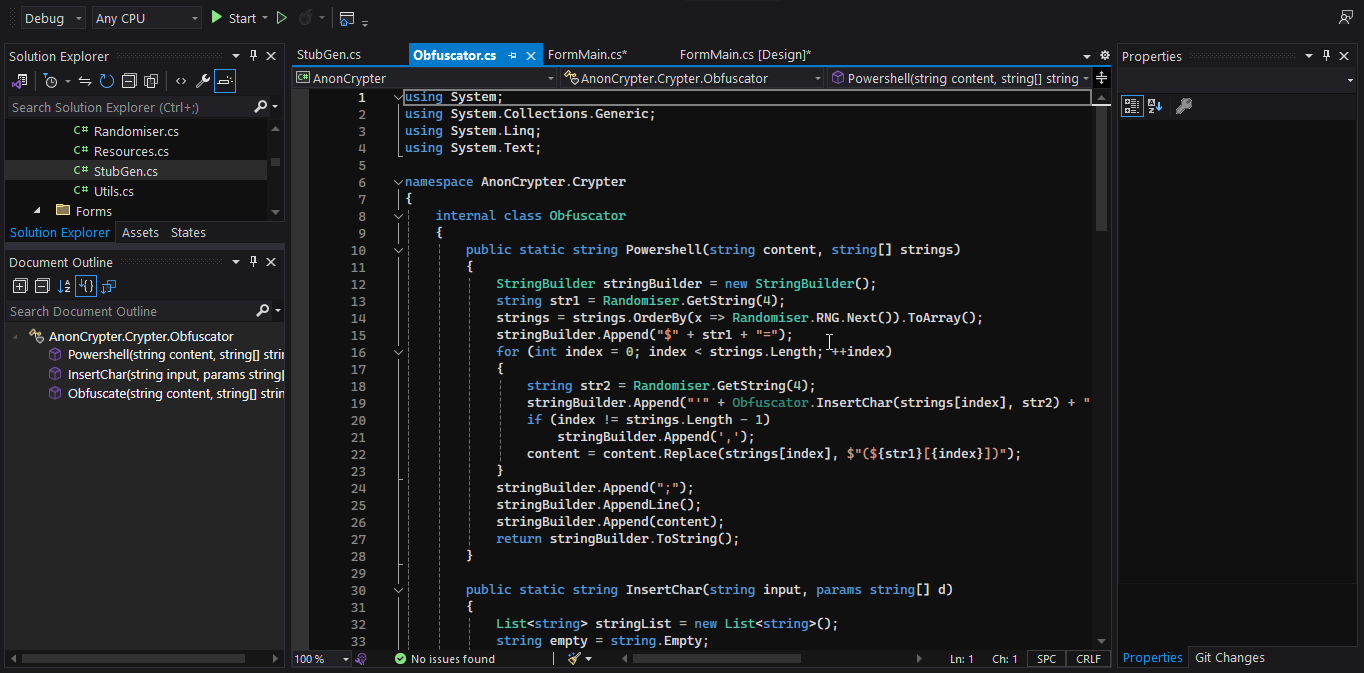 Debug Any CPU Start
Solution Explorer
Search Solution Explorer (Ctrl+;)
C# Randomiser.cs
C# Resources.cs
C# StubGen.cs
C# Utils.cs
Forms
Solution Explorer Assets States
Document Outline
Search Document Outline
AnonCrypter.Crypter.Obfuscator
Powershell(string content, string[] strin
InsertChar(string input, params string[
Obfuscate(string content, string[] strin
StubGen.cs Obfuscator.cs FormMain.cs* FormMain.cs [Design]*
C# AnonCrypter AnonCrypter.Crypter.Obfuscator Powershell(string content, string[] string
1 using System;
2 using System.Collections.Generic;
3 using System.Linq;
4 using System.Text;
5
6 namespace AnonCrypter.Crypter
7 {
8 internal class Obfuscator
9 {
10 public static string Powershell(string content, string[] strings)
11 {
12 StringBuilder stringBuilder = new StringBuilder();
13 string str1 = Randomiser.GetString(4);
14 strings = strings.OrderBy(x => Randomiser.RNG.Next()).ToArray();
15 stringBuilder.Append("$" + str1 + "=");
16 for (int index = 0; index < strings.Length; ++index)
17 {
18 string str2 = Randomiser.GetString(4);
19 stringBuilder.Append("'" + Obfuscator.InsertChar(strings[index], str2) + "
20 if (index != strings.Length - 1)
21 stringBuilder.Append(',');
22 content = content.Replace(strings[index], $"(${str1}[{index}])");
23 }
24 stringBuilder.Append(";");
25 stringBuilder.AppendLine();
26 stringBuilder.Append(content);
27 return stringBuilder.ToString();
28 }
29
30 public static string InsertChar(string input, params string[] d)
31 {
32 List<string> stringList = new List<string>();
33 string empty = string.Empty;
100 % No issues found Ln: 1 Ch: 1 SPC CRLF
Properties
Properties Git Changes